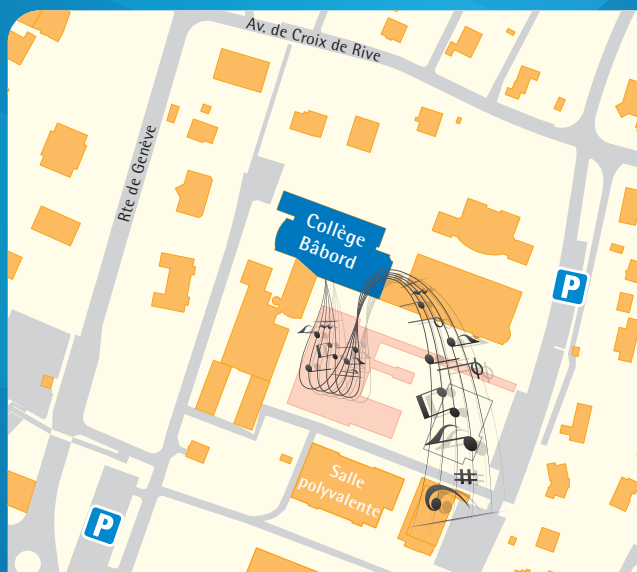 Av. de Croix de Rive
Rte de Genève
Collège
Bâbord
P
Salle
polyvalente
P